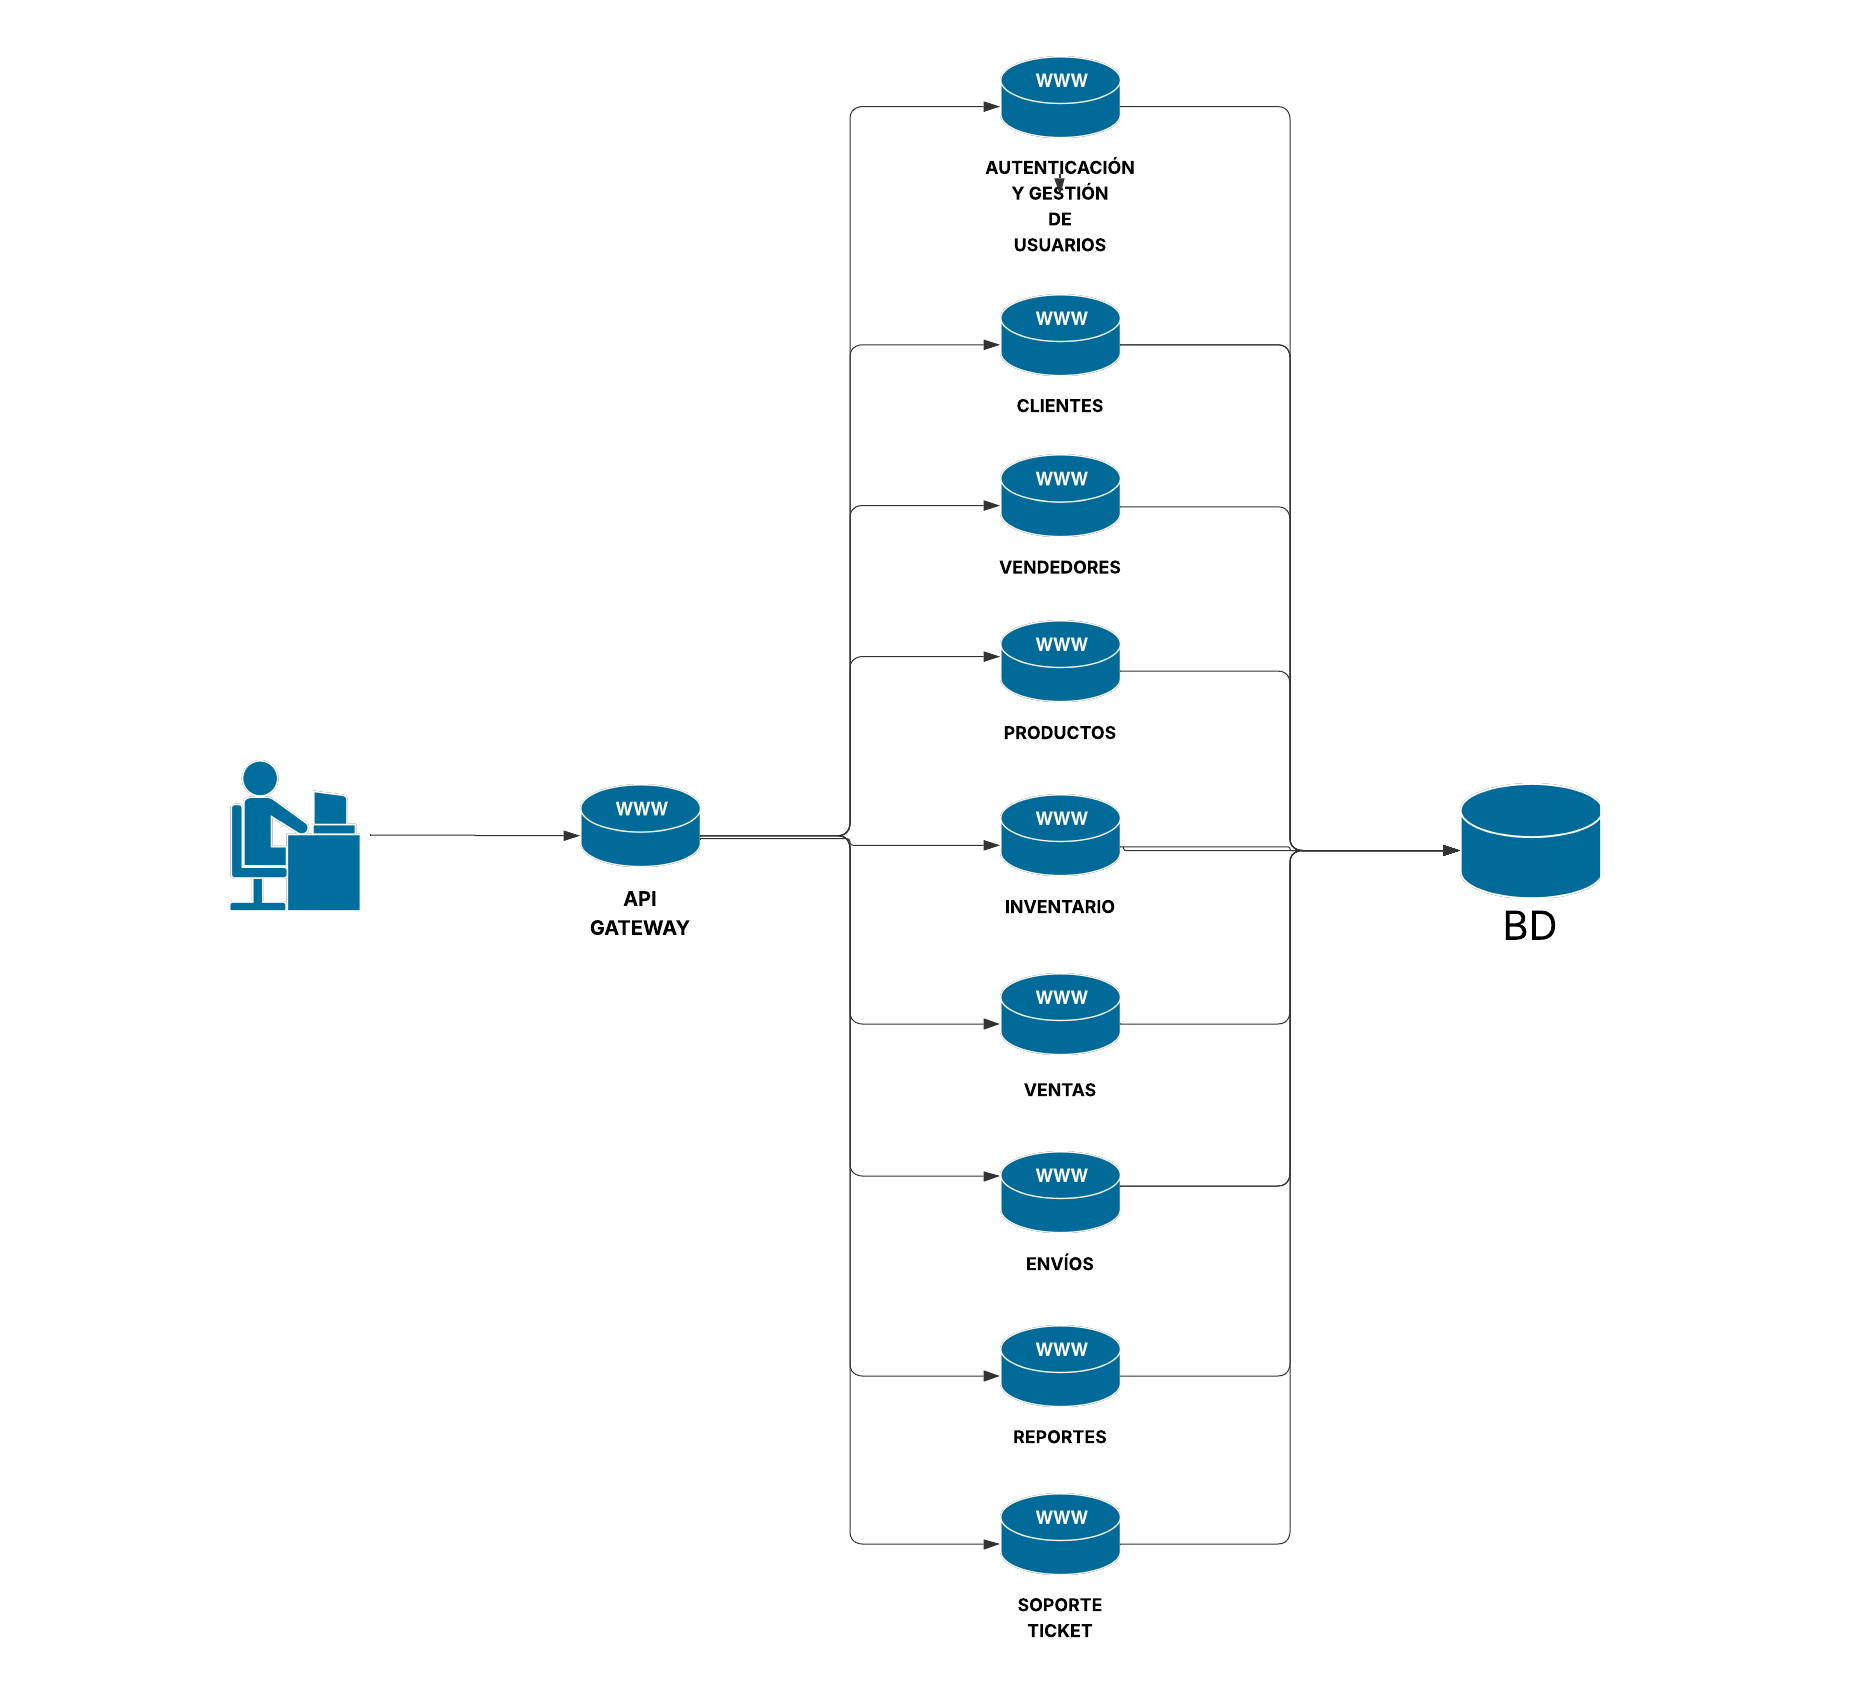 WWW
AUTENTICACIÓN
Y GESTIÓN
DE
USUARIOS
WWW
CLIENTES
WWW
VENDEDORES
WWW
PRODUCTOS
WWW
API
GATEWAY
WWW
INVENTARIO
BD
WWW
VENTAS
WWW
ENVÍOS
WWW
REPORTES
WWW
SOPORTE
TICKET